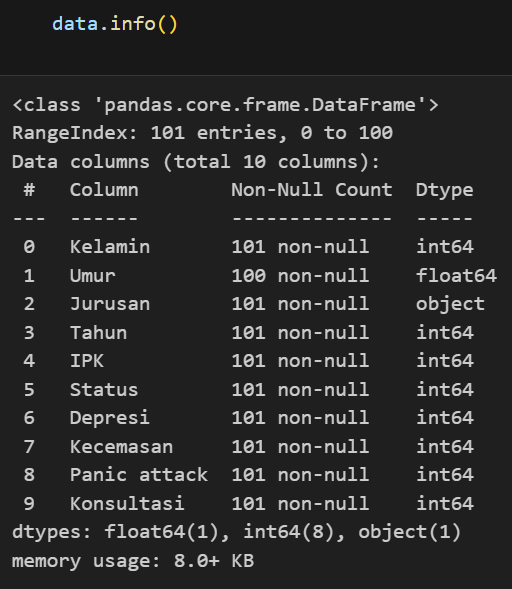 data.info()
<class 'pandas.core.frame.DataFrame'>
RangeIndex: 101 entries, 0 to 100
Data columns (total 10 columns):
 #   Column        Non-Null Count  Dtype
---  ------        --------------  -----
 0   Kelamin       101 non-null    int64
 1   Umur          100 non-null    float64
 2   Jurusan       101 non-null    object
 3   Tahun         101 non-null    int64
 4   IPK           101 non-null    int64
 5   Status        101 non-null    int64
 6   Depresi       101 non-null    int64
 7   Kecemasan     101 non-null    int64
 8   Panic attack  101 non-null    int64
 9   Konsultasi    101 non-null    int64
dtypes: float64(1), int64(8), object(1)
memory usage: 8.0+ KB